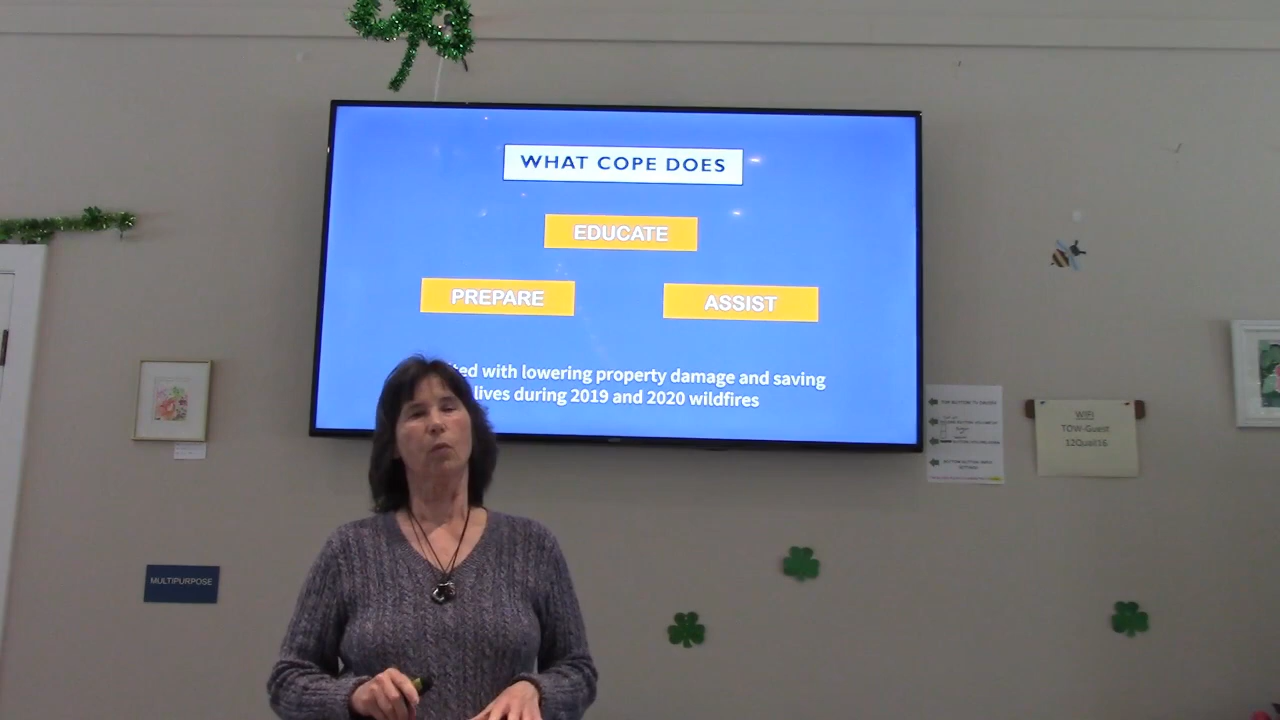 WHAT COPE DOES
EDUCATE
PREPARE
ASSIST
with lowering property damage and saving
lives during 2019 and 2020 wildfires
WIFI
TOW-Guest
12Quail16
MULTIPURPOSE